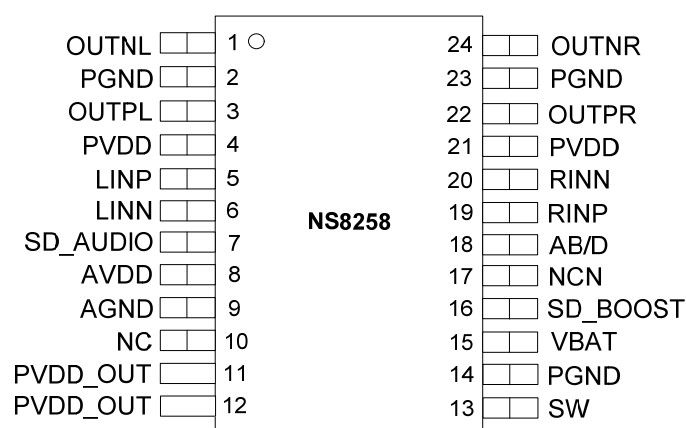 OUTNL 1 24 OUTNR
PGND 2 23 PGND
OUTPL 3 22 OUTPR
PVDD 4 21 PVDD
LINP 5 20 RINN
LINN 6 19 RINP
NS8258
SD_AUDIO 7 18 AB/D
AVDD 8 17 NCN
AGND 9 16 SD_BOOST
NC 10 15 VBAT
PVDD_OUT 11 14 PGND
PVDD_OUT 12 13 SW